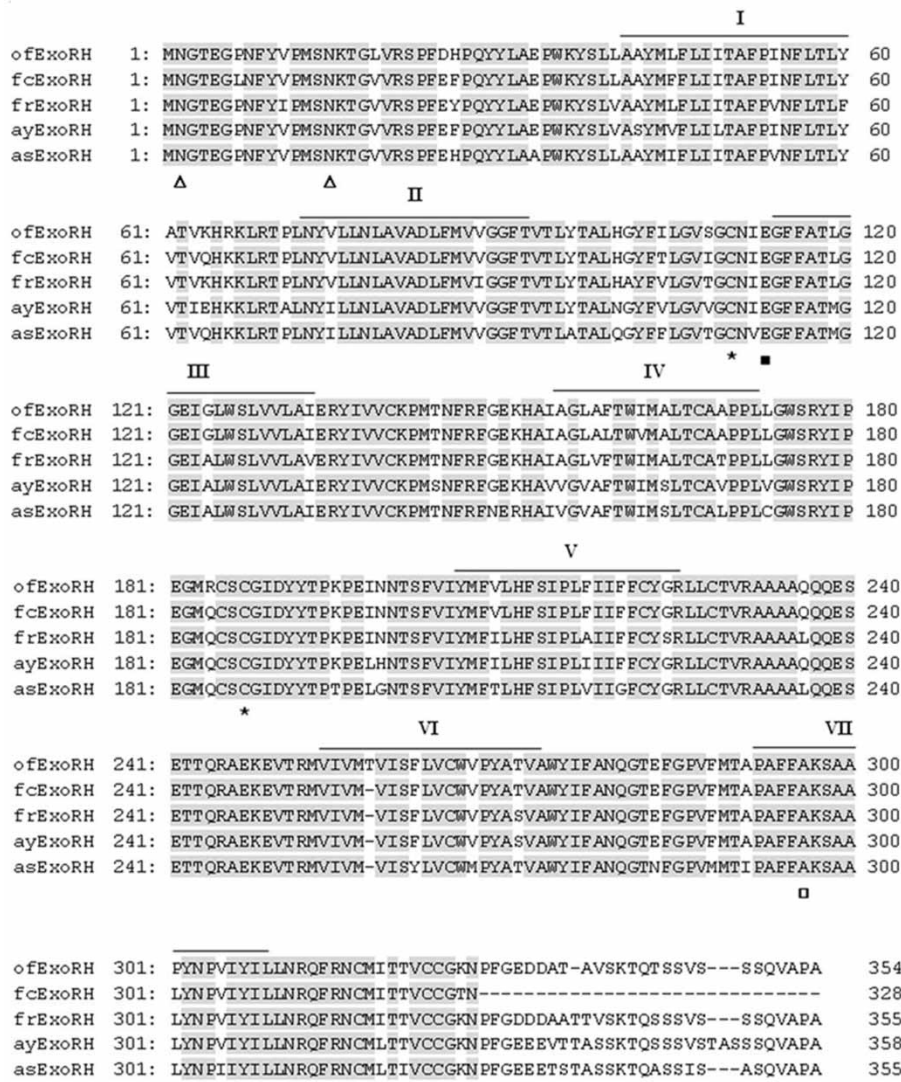 I
ofExoRH 1: MNGTEGPNFYVPMSNKTGLVRSPFDHPQYYLAEPWKYSLLAAYMLFLIITAFPINFLTLY 60
fcExoRH 1: MNGTEGLNFYVPMSNKTGVVRSPFEYPQYYLAEPWKYSLLAAYMLFLIITAFPINFLTLY 60
frExoRH 1: MNGTEGPNFYIPMSNKTGVVRSPFEYPQYYLAEPWKYSLVAAYMLFLIITAFPVNFLTLF 60
ayExoRH 1: MNGTEGPNFYVPMSNKTGVVRSPFEFPQYYLAEPWKYSLVASYMVFLILTAFPINFLTLY 60
asExoRH 1: MNGTEGPNFYVPMSNKTGVVRSPFEHPQYYLAAPWKYSLLAAYMIFLIITAFPVNFLTLY 60
Δ Δ
II
ofExoRH 61: ATVKHRKLRTPLNYVLLNLAVADLFMVVGGFTVTLYTALHGYFILGVSGCNIEGFFATLG 120
fcExoRH 61: VTVQHKKLRTPLNYVLLNLAVADLFMVVGGFTVTLYTALHGYFTLGVIGCNIEGFFATLG 120
frExoRH 61: VTVKHKKLRTPLNYVLLNLAVADLFMVIGGFTVTLYTALHAYFVLGVTGCNIEGFFATLG 120
ayExoRH 61: VTIEHKKLRTALNYILLNLAVADLFMVVGGFTVTLYTALNGYFVLGVVGCNIEGFFATMG 120
asExoRH 61: VTVQHKKLRTPLNYILLNLAVADLFMVVGGFTVTLATALQGYFFLGVTGCNVEGFFATMG 120
* ■
III IV
ofExoRH 121: GEIGLWSLVVLAIERYIVVCKPMTNFRFGEKHAIAGLAFTWIMALTCAAPPLLGWSRYIP 180
fcExoRH 121: GEIGLWSLVVLAIERYIVVCKPMTNFRFGEKHAIAGLALTWVMALTCAAPPLLGWSRYIP 180
frExoRH 121: GEIALWSLVVLAVERYIVVCKPMTNFRFGEKHAIAGLVFTWIMALTCATPPLLGWSRYIP 180
ayExoRH 121: GEIALWSLVVLAIERYIVVCKPMSNFRFGEKHAVVGVAFTWIMSLTCAVPPLVGWSRYIP 180
asExoRH 121: GEIALWSLVVLAIERYIVVCKPMTNFRFNERHAIVGVAFTWIMALTCALPPLCGWSRYIP 180
V
ofExoRH 181: EGMRCSCGIDYYTPKPEINNTSFVIYMFVLHFSIPLFIIFFCYGRLLCTVRAAAAQQQES 240
fcExoRH 181: EGMQCSCGIDYYTPKPEINNTSFVIYMFVLHFSIPLFIIFFCYGRLLCTVRAAAAQQQES 240
frExoRH 181: EGMQCSCGIDYYTPKPEINNTSFVIYMFILHFSIPLAIIFFCYSRLLCTVRAAAALQQES 240
ayExoRH 181: EGMQCSCGIDYYTPKPELHNTSFVIYMFILHFSIPLIIIFFCYGRLLCTVRAAAAQQQES 240
asExoRH 181: EGMQCSCGIDYYTPTPELGNTSFVIYMFTLHFSIPLVIIGFCYGRLLCTVRAAAALQQES 240
*
VI VII
ofExoRH 241: ETTQRAEKEVTRMVIVMTVISFLVCWVPYATVAWYIFANQGTEFGPVFMTAPAFFAKSAA 300
fcExoRH 241: ETTQRAEKEVTRMVIVM-VISFLVCWVPYATVAWYIFANQGTEFGPVFMTAPAFFAKSAA 300
frExoRH 241: ETTQRAEKEVTRMVIVM-VISFLVCWVPYASVAWYIFANQGTEFGPVFMTAPAFFAKSAA 300
ayExoRH 241: ETTQRAEKEVTRMVIVM-VISFLVCWVPYASVAWYIFANQGTEFGPVFMTAPAFFAKSAA 300
asExoRH 241: ETTQRAEKEVTRMVIVM-VISYLVCWMPYATVAWYIFANQGTNFGPVMMTIPAFFAKSAA 300
□
ofExoRH 301: PYNPVIYILLNRQFRNCMITTVCCGKNPFGEDDAT-AVSKTQTSSVS---SSQVAPA 354
fcExoRH 301: LYNPVIYILLNRQFRNCMITTVCCGTN------------------------------ 328
frExoRH 301: LYNPVIYILLNRQFRNCMITTVCCGKNPFGDDDAATTVSKTQSSSVS---SSQVAPA 355
ayExoRH 301: LYNPVIYILLNRQFRNCMLTTVCCGKNPFGEEEVTTASSKTQSSSVSTASSSQVAPA 358
asExoRH 301: LYNPIIYILLNRQFRNCMITTVCCGKNPFGEEETSTASSKTQASSIS---ASQVAPA 355